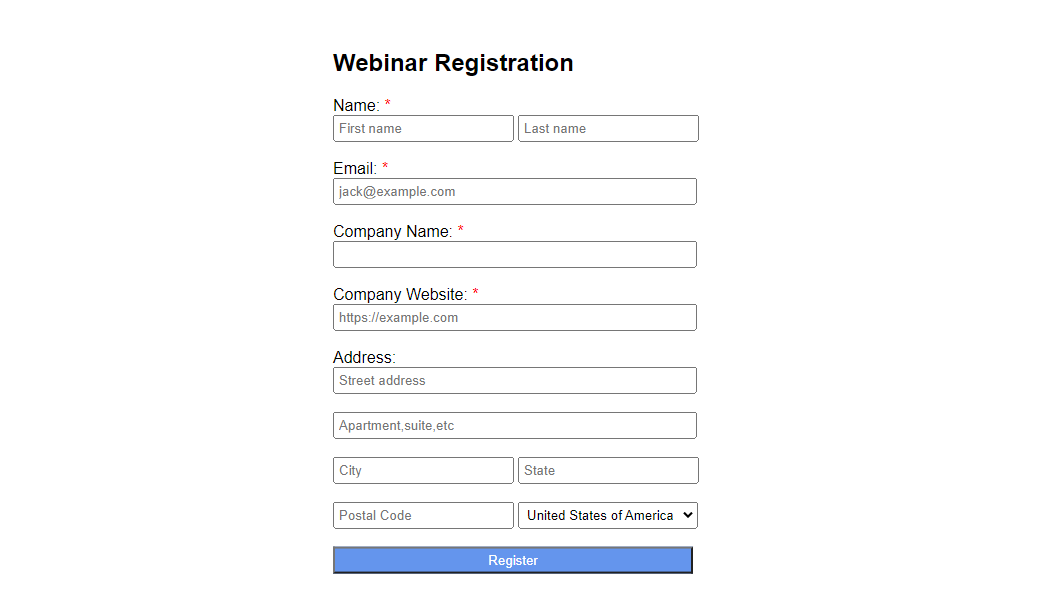 Webinar Registration
Name: *
First name Last name
Email: *
jack@example.com
Company Name: *
Company Website: *
https://example.com
Address:
Street address
Apartment,suite,etc
City State
Postal Code United States of America
Register